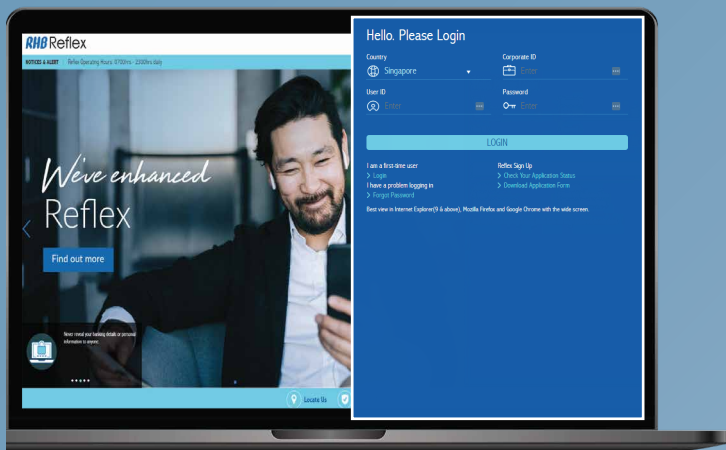 RHB Reflex
NOTICES & ALERT Reflex Operating Hours: 0700hrs - 2300hrs daily
We've enhanced
Reflex
Find out more
Never reveal your banking details or personal
information to anyone.
Locate Us
Hello. Please Login
Country Corporate ID
Singapore Enter
User ID Password
Enter Enter
LOGIN
I am a first-time user Reflex Sign Up
> Login > Check Your Application Status
I have a problem logging in > Download Application Form
> Forgot Password
Best view in Internet Explorer(9 & above), Mozilla Firefox and Google Chrome with the wide screen.